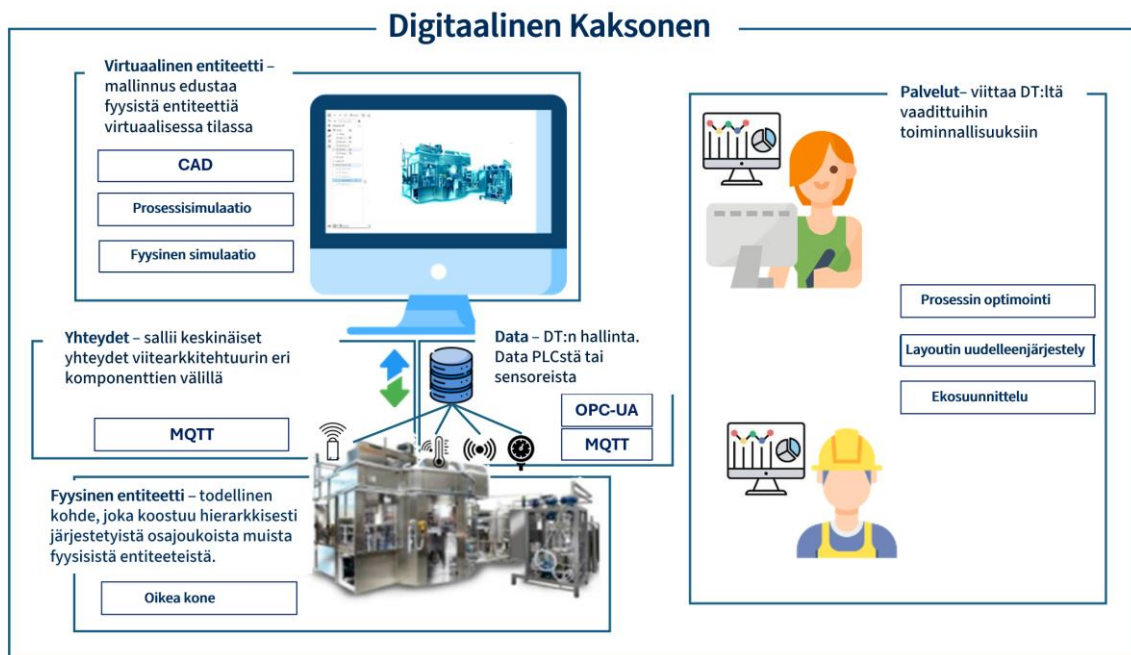 Digitaalinen Kaksonen
Virtuaalinen entiteetti –
mallinnus edustaa
fyysistä entiteettiä
virtuaalisessa tilassa
CAD
Prosessisimulaatio
Fyysinen simulaatio
Yhteydet – sallii keskinäiset
yhteydet viitearkkitehtuurin eri
komponenttien välillä
MQTT
Data – DT:n hallinta.
Data PLCstä tai
sensoreista
OPC-UA
MQTT
Fyysinen entiteetti – todellinen
kohde, joka koostuu hierarkkisesti
järjestetyistä osajoukoista muista
fyysisistä entiteeteistä.
Oikea kone
Palvelut– viittaa DT:ltä
vaadittuihin
toiminnallisuuksiin
Prosessin optimointi
Layoutin uudelleenjärjestely
Ekosuunnittelu